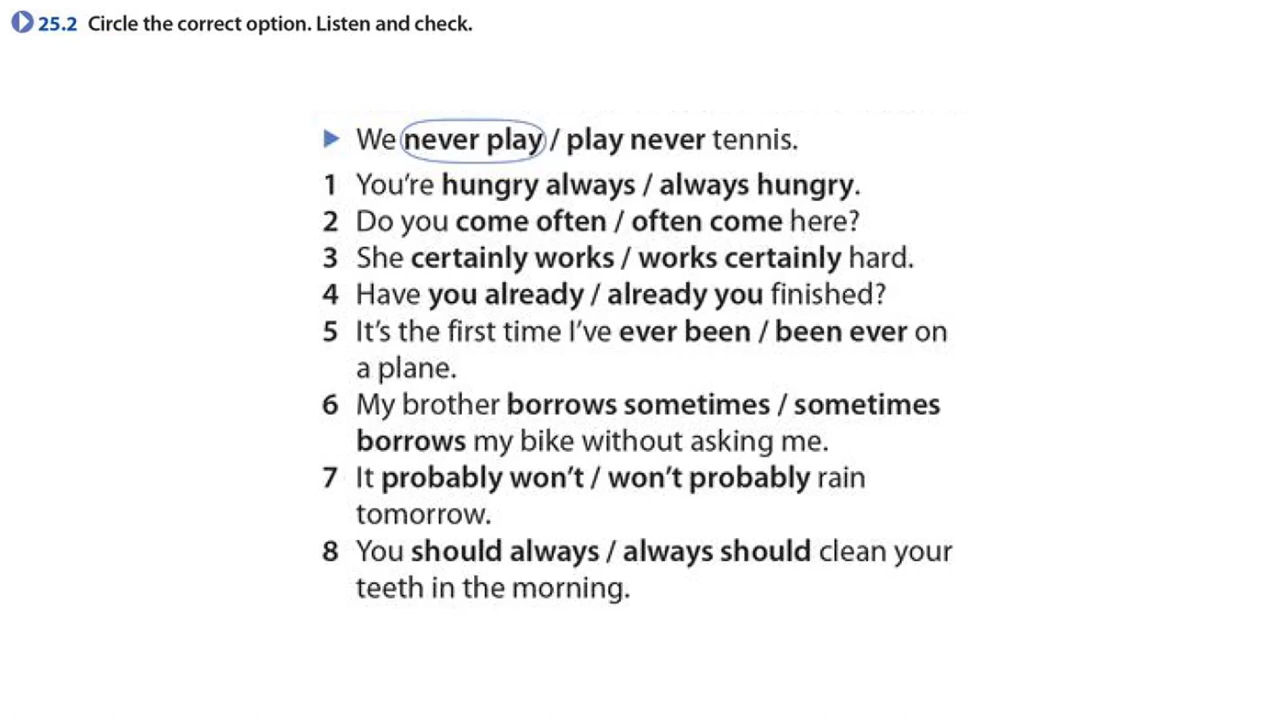 25.2 Circle the correct option. Listen and check.
We never play / play never tennis.
1 You're hungry always / always hungry.
2 Do you come often / often come here?
3 She certainly works / works certainly hard.
4 Have you already / already you finished?
5 It's the first time I've ever been / been ever on
a plane.
6 My brother borrows sometimes / sometimes
borrows my bike without asking me.
7 It probably won't / won't probably rain
tomorrow.
8 You should always / always should clean your
teeth in the morning.